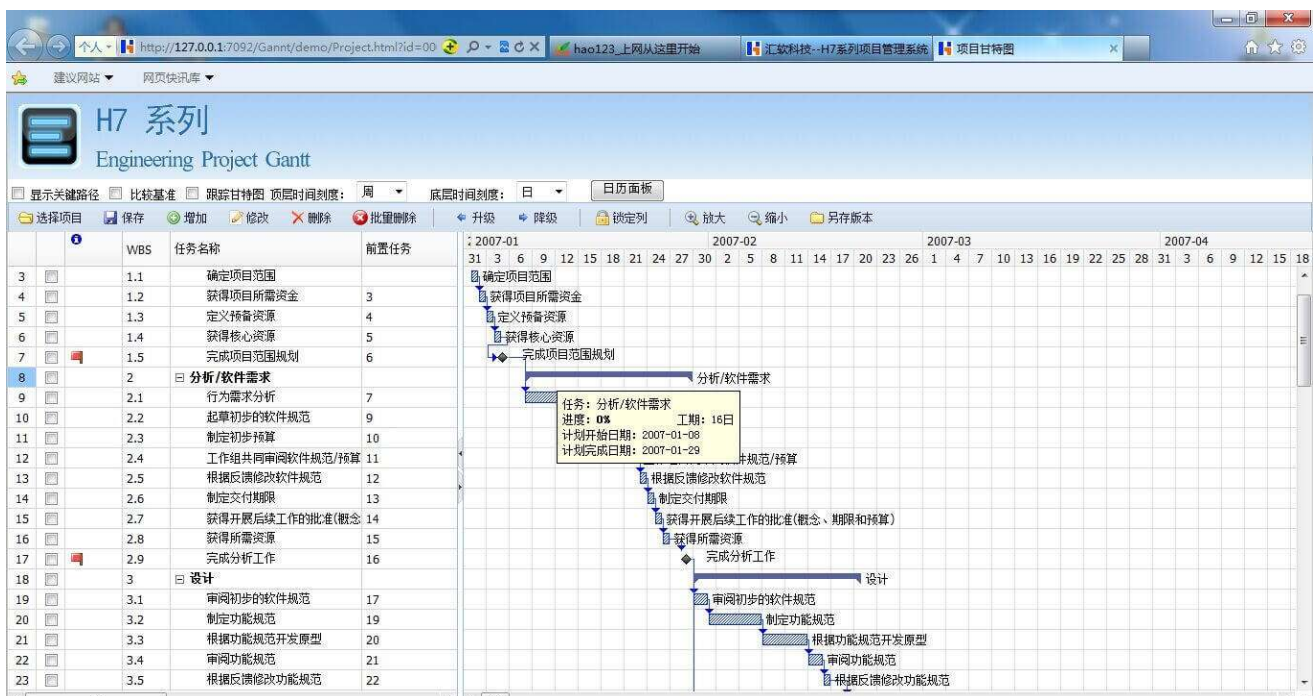 个人 http://127.0.0.1:7092/Gannt/demo/Project.html?id=00 hao123_上网从这里开始 汇软科技--H7系列项目管理系统 项目甘特图
建议网站 网页快讯库
H7 系列
Engineering Project Gantt
显示关键路径 比较基准 跟踪甘特图 顶层时间刻度： 周 底层时间刻度： 日 日历面板
选择项目 保存 增加 修改 删除 批量删除 升级 降级 锁定列 放大 缩小 另存版本
WBS 任务名称 前置任务
2007-01 2007-02 2007-03 2007-04
31 3 6 9 12 15 18 21 24 27 30 2 5 8 11 14 17 20 23 26 1 4 7 10 13 16 19 22 25 28 31 3 6 9 12 15 18
3 1.1 确定项目范围 确定项目范围
4 1.2 获得项目所需资金 3 获得项目所需资金
5 1.3 定义预备资源 4 定义预备资源
6 1.4 获得核心资源 5 获得核心资源
7 1.5 完成项目范围规划 6 完成项目范围规划
8 2 分析/软件需求 分析/软件需求
9 2.1 行为需求分析 7
10 2.2 起草初步的软件规范 9
11 2.3 制定初步预算 10
12 2.4 工作组共同审阅软件规范/预算 11 件规范/预算
任务：分析/软件需求
进度：0% 工期：16日
计划开始日期：2007-01-08
计划完成日期：2007-01-29
13 2.5 根据反馈修改软件规范 12 根据反馈修改软件规范
14 2.6 制定交付期限 13 制定交付期限
15 2.7 获得开展后续工作的批准(概念 14 获得开展后续工作的批准(概念、期限和预算)
16 2.8 获得所需资源 15 获得所需资源
17 2.9 完成分析工作 16 完成分析工作
18 3 设计 设计
19 3.1 审阅初步的软件规范 17 审阅初步的软件规范
20 3.2 制定功能规范 19 制定功能规范
21 3.3 根据功能规范开发原型 20 根据功能规范开发原型
22 3.4 审阅功能规范 21 审阅功能规范
23 3.5 根据反馈修改功能规范 22 根据反馈修改功能规范